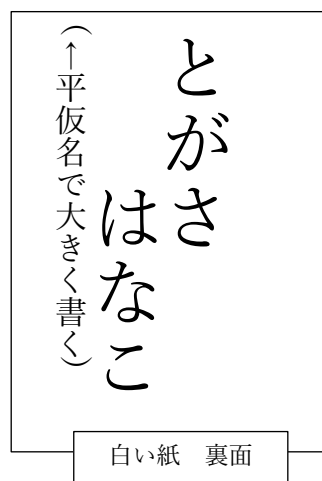 とがさ
はなこ
（←平仮名で大きく書く）
白い紙　裏面